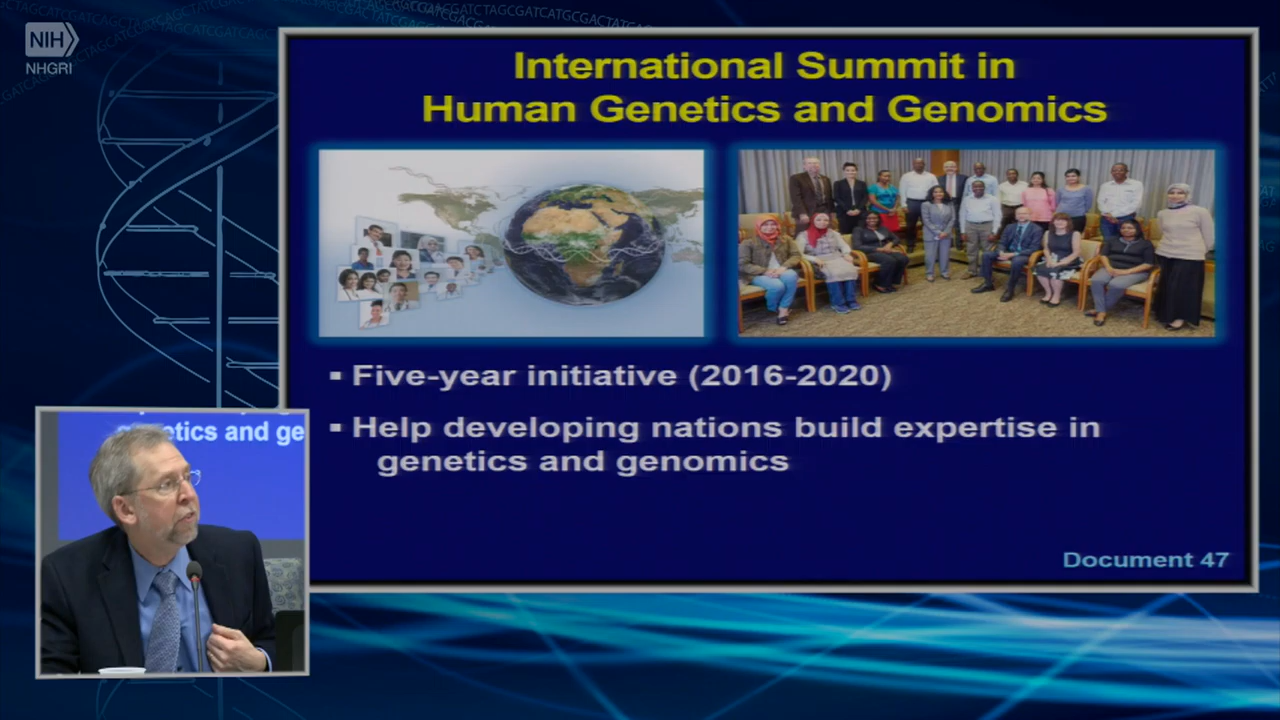 NIH
NHGRI
International Summit in
Human Genetics and Genomics
▪ Five-year initiative (2016-2020)
▪ Help developing nations build expertise in
genetics and genomics
Document 47
etics and ge